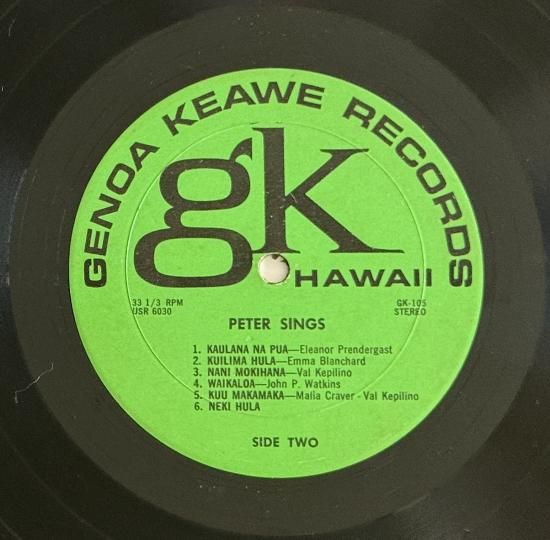 GENOA KEAWE RECORDS
gk
HAWAII
33 1/3 RPM
USR 6030
GK-105
STEREO
PETER SINGS
1. KAULANA NA PUA—Eleanor Prendergast
2. KUILIMA HULA—Emma Blanchard
3. NANI MOKIHANA—Val Kepilino
4. WAIKALOA—John P. Watkins
5. KUU MAKAMAKA—Malia Craver - Val Kepilino
6. NEKI HULA
SIDE TWO